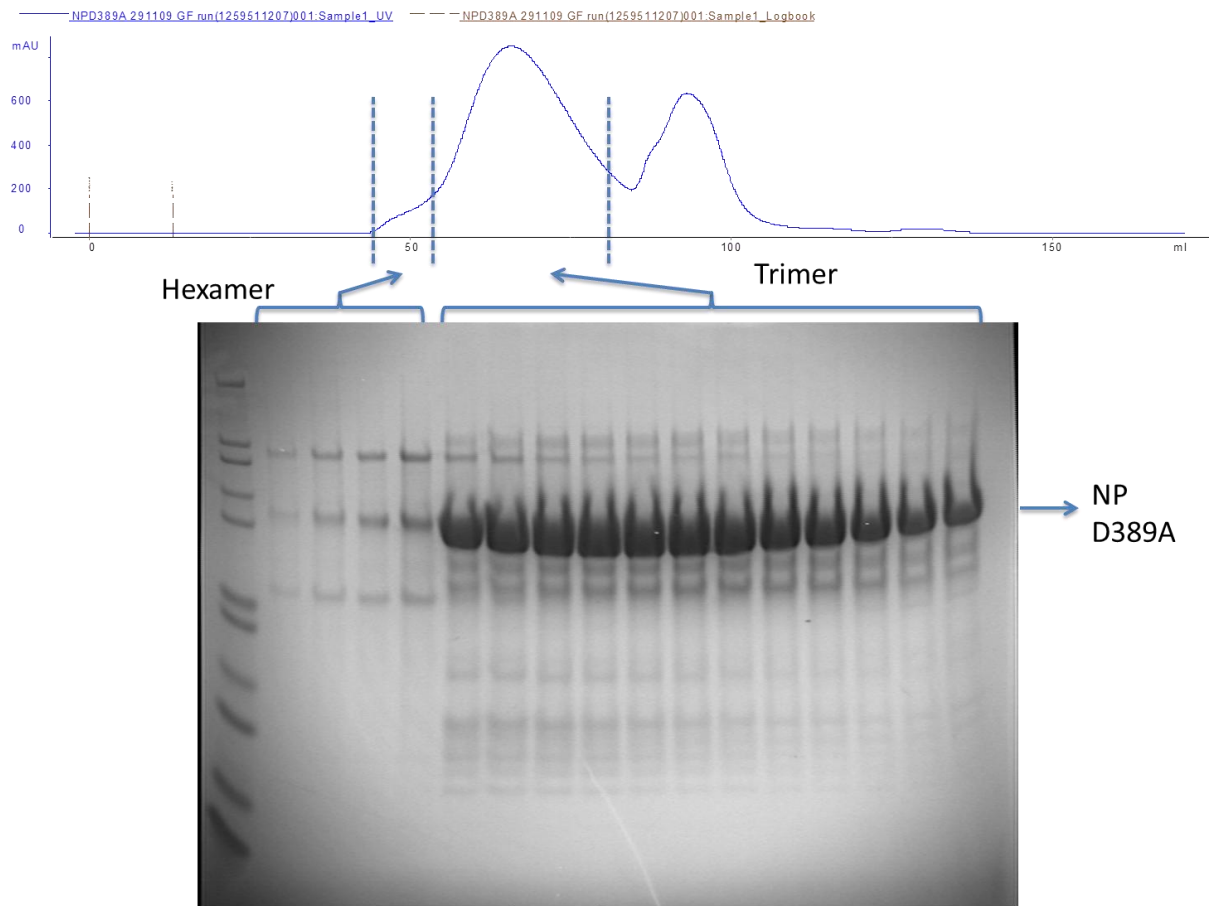 NPD389A 291109 GF run(1259511207)001:Sample1_UV NPD389A 291109 GF run(1259511207)001:Sample1_Logbook
mAU
600
400
200
0
0 50 100 150 ml
Hexamer
Trimer
NP
D389A